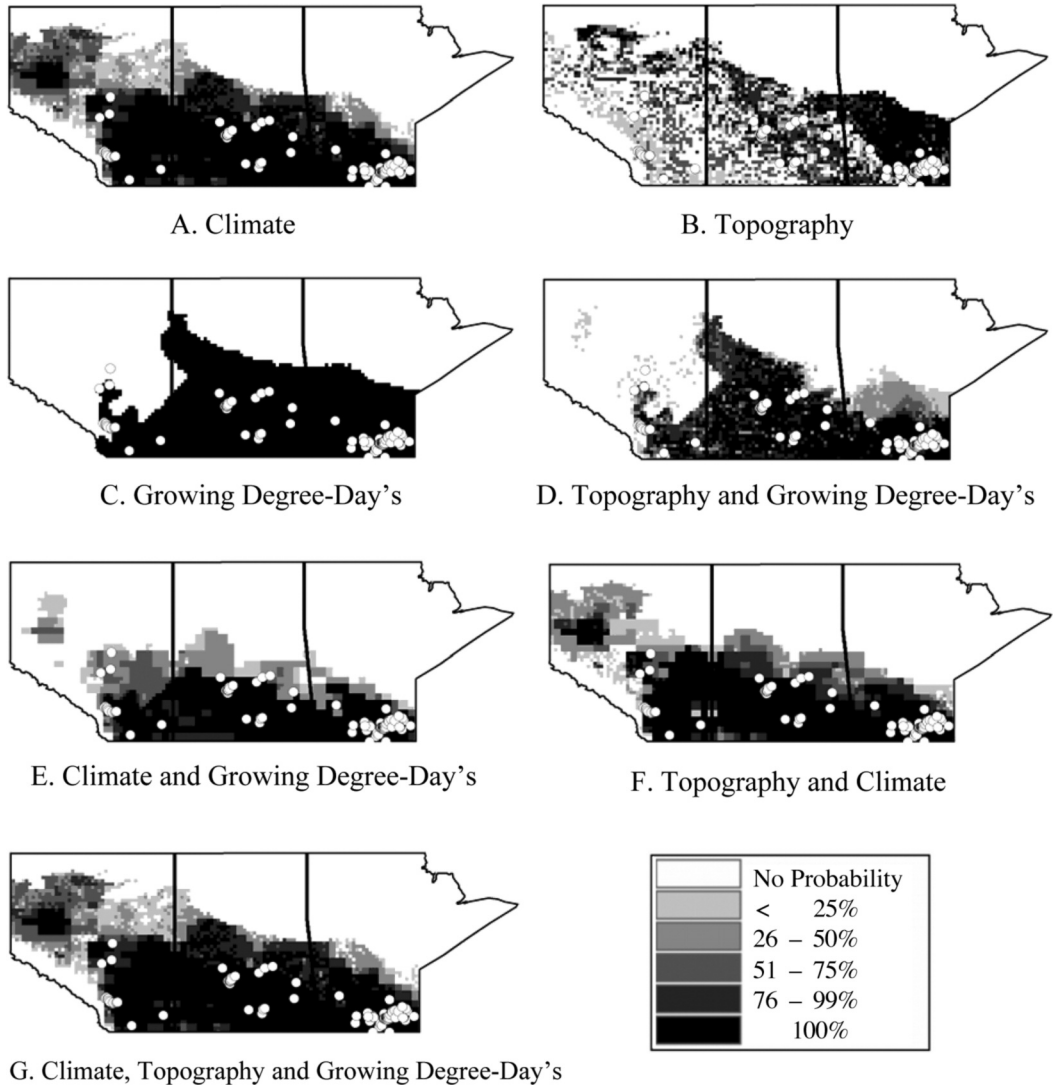 A. Climate
B. Topography
C. Growing Degree-Day's
D. Topography and Growing Degree-Day's
E. Climate and Growing Degree-Day's
F. Topography and Climate
No Probability
< 25%
26 – 50%
51 – 75%
76 – 99%
100%
G. Climate, Topography and Growing Degree-Day's